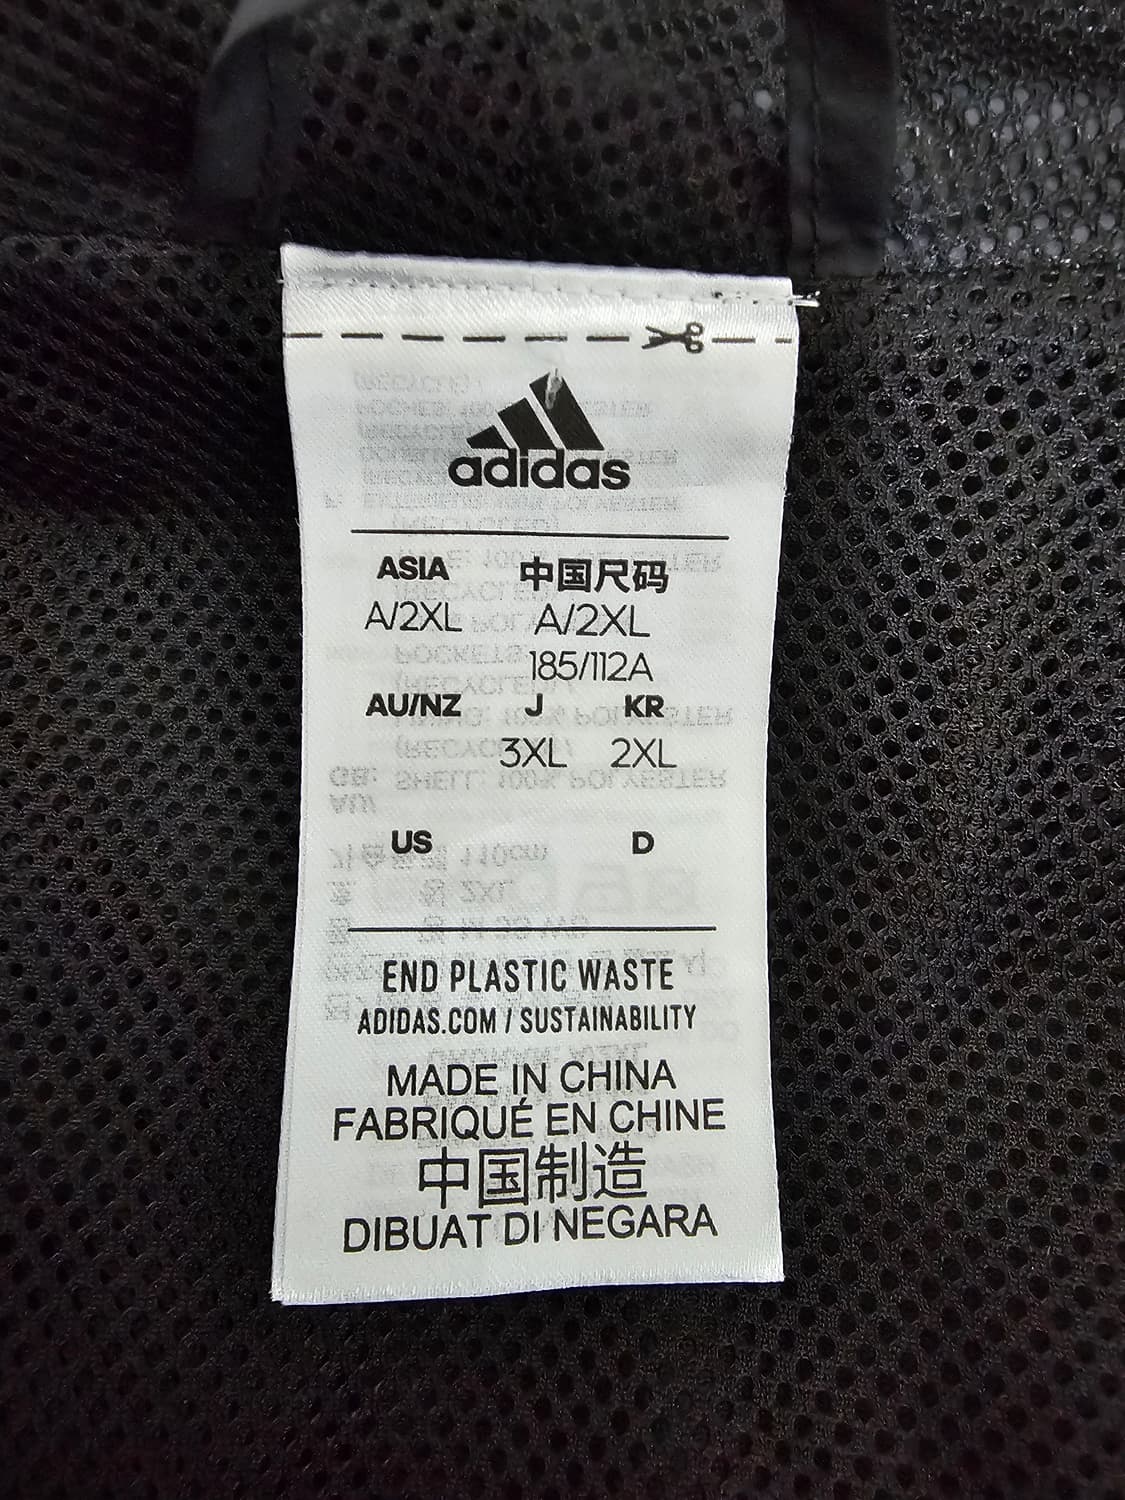 adidas
ASIA 中国尺码
A/2XL A/2XL
185/112A
AU/NZ J KR
3XL 2XL
US D
END PLASTIC WASTE
ADIDAS.COM / SUSTAINABILITY
MADE IN CHINA
FABRIQUÉ EN CHINE
中国制造
DIBUAT DI NEGARA